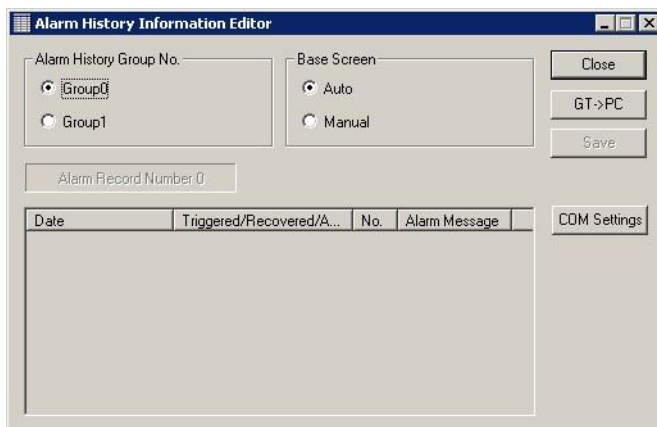 Alarm History Information Editor
Alarm History Group No.
Group0
Group1
Base Screen
Auto
Manual
Close
GT->PC
Save
Alarm Record Number 0
Date Triggered/Recovered/A... No. Alarm Message
COM Settings